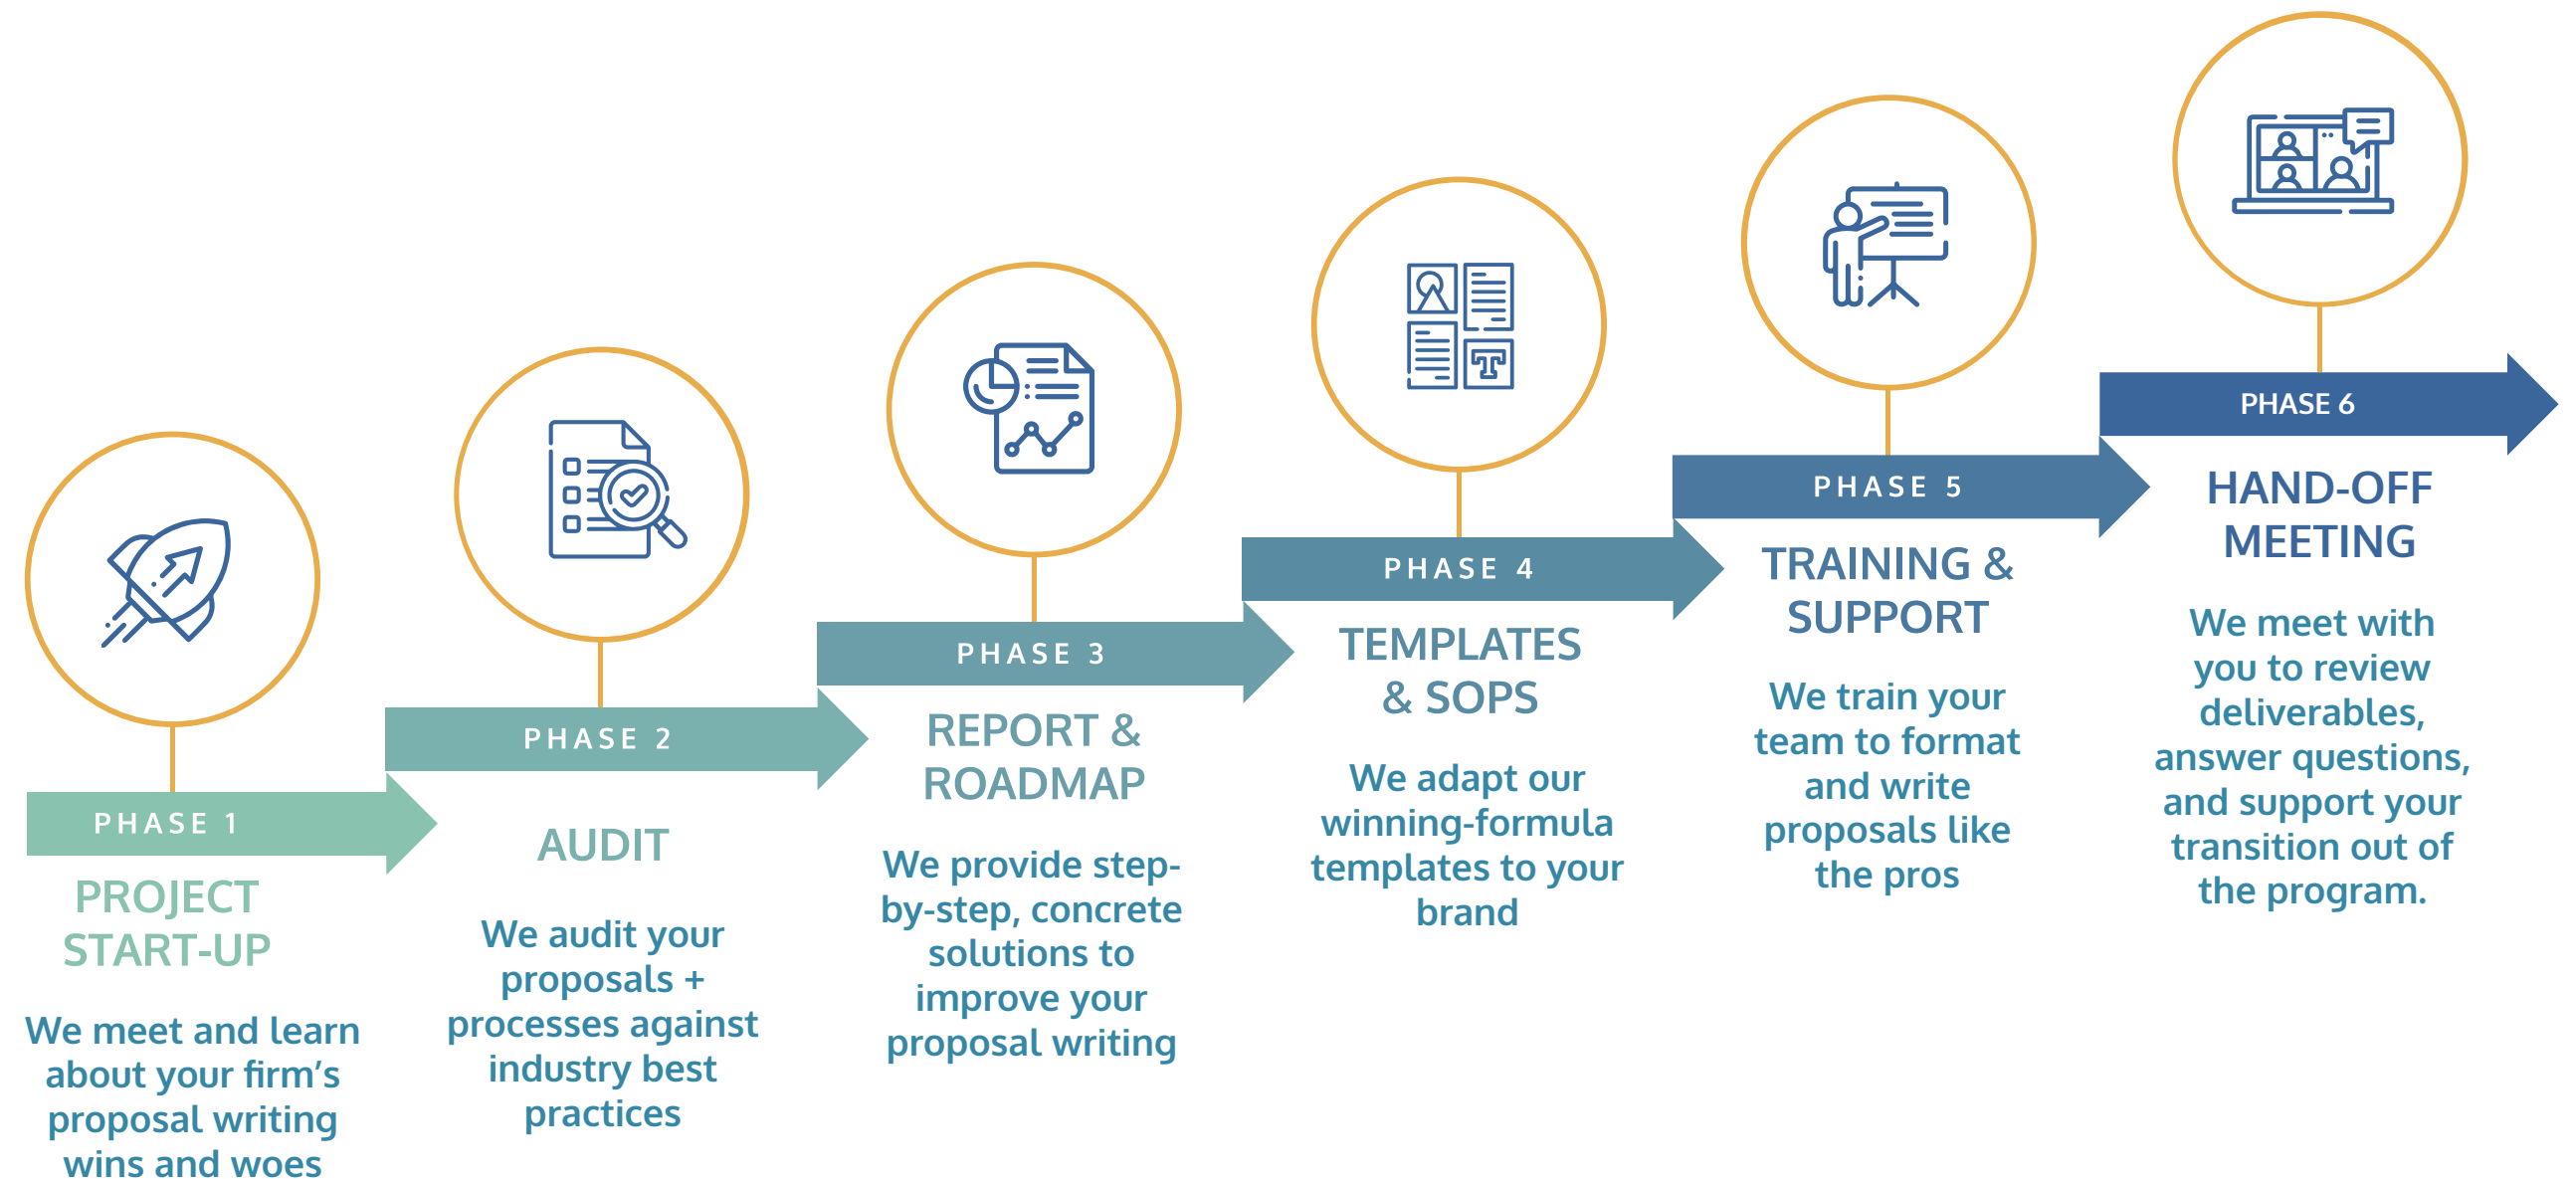 PHASE 1
PROJECT
START-UP
We meet and learn
about your firm’s
proposal writing
wins and woes
PHASE 2
AUDIT
We audit your
proposals +
processes against
industry best
practices
PHASE 3
REPORT &
ROADMAP
We provide step-
by-step, concrete
solutions to
improve your
proposal writing
PHASE 4
TEMPLATES
& SOPS
We adapt our
winning-formula
templates to your
brand
PHASE 5
TRAINING &
SUPPORT
We train your
team to format
and write
proposals like
the pros
PHASE 6
HAND-OFF
MEETING
We meet with
you to review
deliverables,
answer questions,
and support your
transition out of
the program.